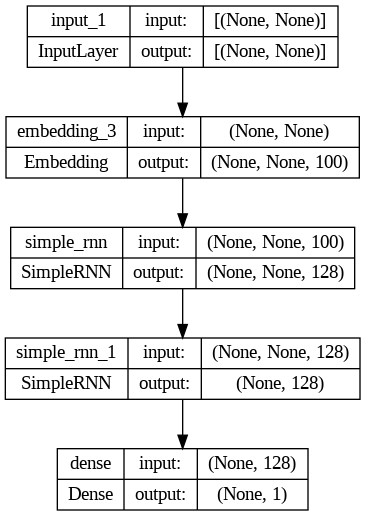 input_1 input: [(None, None)]
InputLayer output: [(None, None)]
embedding_3 input: (None, None)
Embedding output: (None, None, 100)
simple_rnn input: (None, None, 100)
SimpleRNN output: (None, None, 128)
simple_rnn_1 input: (None, None, 128)
SimpleRNN output: (None, 128)
dense input: (None, 128)
Dense output: (None, 1)